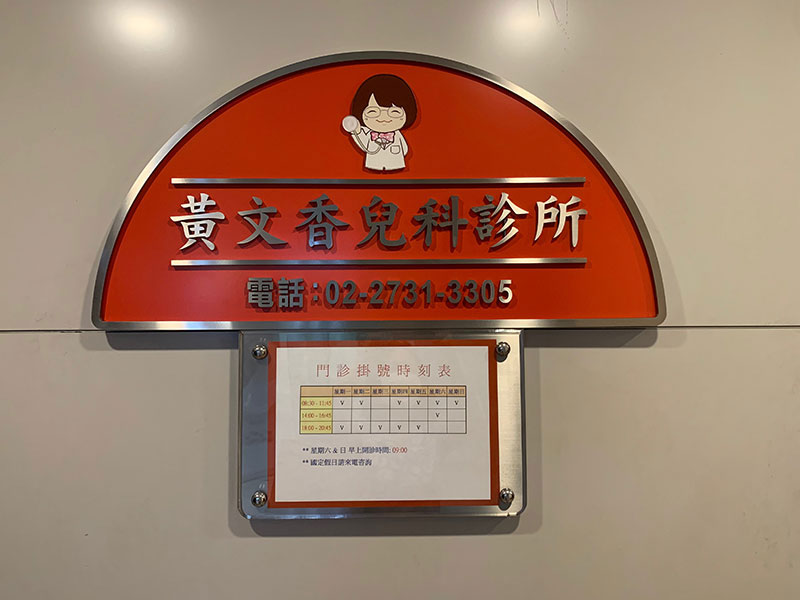 黃文香兒科診所
電話：02-2731-3305
門診掛號時刻表
星期一 星期二 星期三 星期四 星期五 星期六 星期日
08:30 - 11:45 V V V V V V
14:00 - 16:45 V
18:00 - 20:45 V V V V V
** 星期六 & 日 早上開診時間: 09:00
** 國定假日請來電咨詢